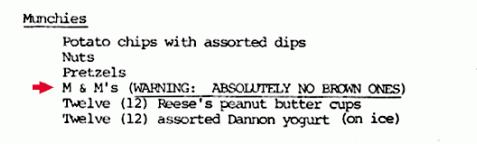 Munchies
Potato chips with assorted dips
Nuts
Pretzels
M & M's (WARNING: ABSOLUTELY NO BROWN ONES)
Twelve (12) Reese's peanut butter cups
Twelve (12) assorted Dannon yogurt (on ice)